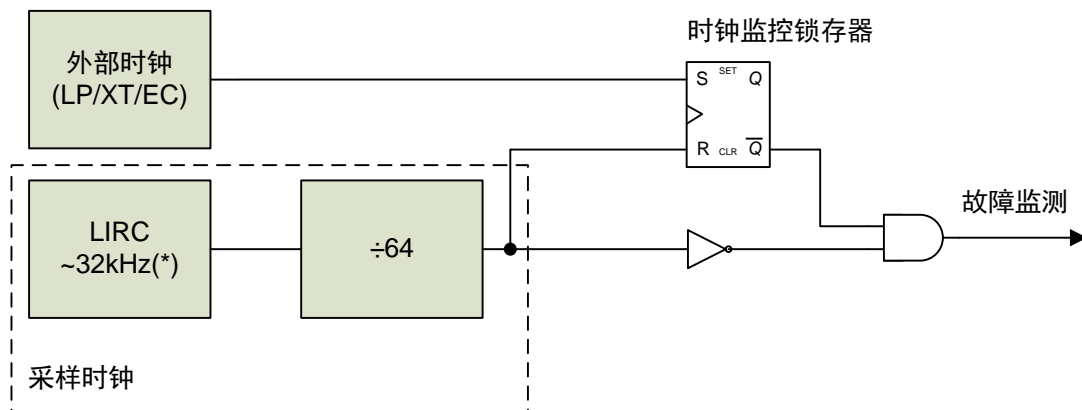 时钟监控锁存器
外部时钟
(LP/XT/EC)
S SET Q
R CLR Q̅
LIRC
~32kHz(*)
÷64
故障监测
采样时钟